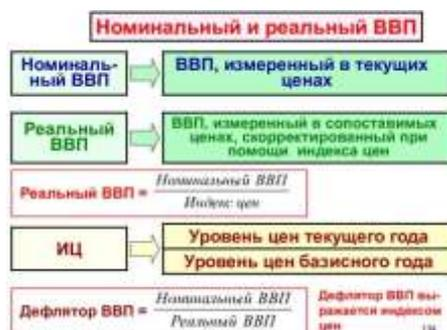 Номинальный и реальный ВВП
Номиналь-
ный ВВП
ВВП, измеренный в текущих
ценах
Реальный
ВВП
ВВП, измеренный в сопоставимых
ценах, скорректированный при
помощи индекса цен
Реальный ВВП = Номинальный ВВП
Индекс цен
ИЦ
Уровень цен текущего года
Уровень цен базисного года
Дефлятор ВВП = Номинальный ВВП
Реальный ВВП
Дефлятор ВВП вы-
ражается индексом
цен